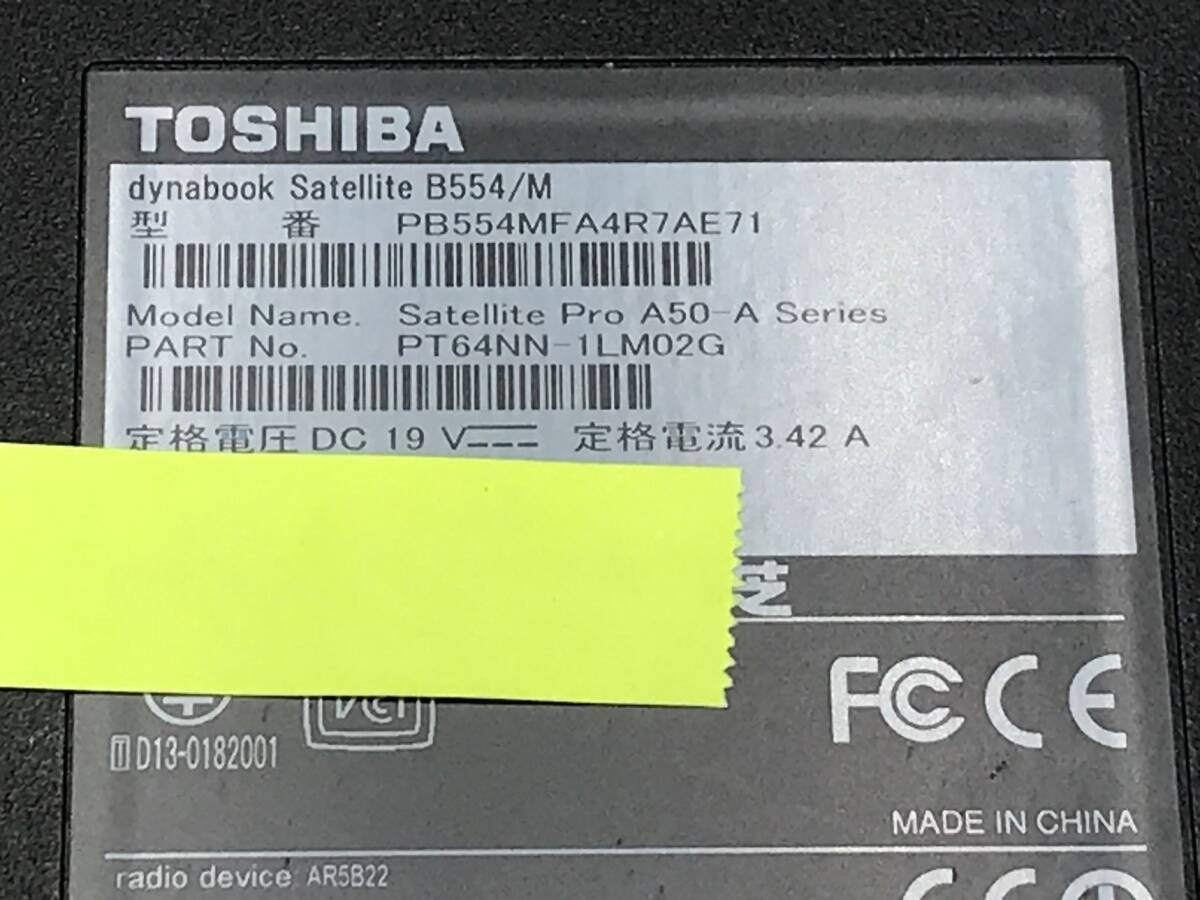 TOSHIBA
dynabook Satellite B554/M
型 番 PB554MFA4R7AE71
Model Name. Satellite Pro A50-A Series
PART No. PT64NN-1LM02G
定格電圧 DC 19 V 定格電流 3.42 A
芝
FC CE
VCI
D13-0182001
MADE IN CHINA
radio device AR5B22